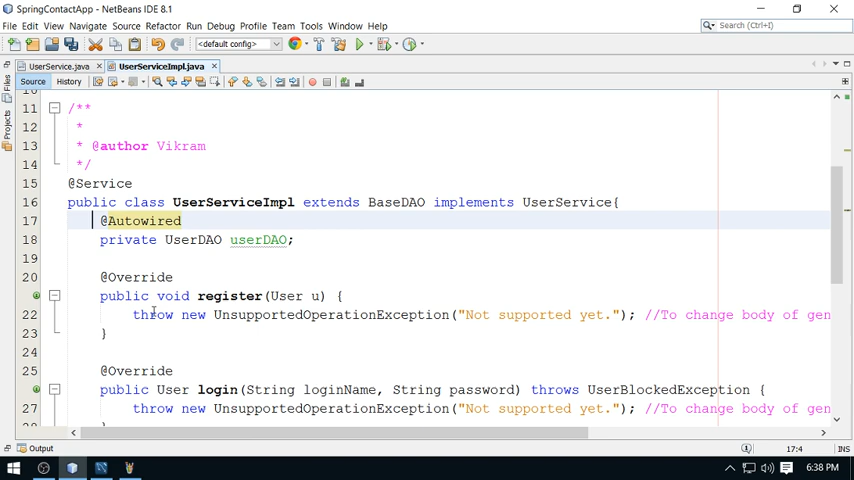 SpringContactApp - NetBeans IDE 8.1
File Edit View Navigate Source Refactor Run Debug Profile Team Tools Window Help
Search (Ctrl+I)
<default config>
UserService.java UserServiceImpl.java
Source History
Files
Projects
10
11 /**
12 *
13 * @author Vikram
14 */
15 @Service
16 public class UserServiceImpl extends BaseDAO implements UserService{
17 @Autowired
18 private UserDAO userDAO;
19
20 @Override
public void register(User u) {
22 throw new UnsupportedOperationException("Not supported yet."); //To change body of gen
23 }
24
25 @Override
public User login(String loginName, String password) throws UserBlockedException {
27 throw new UnsupportedOperationException("Not supported yet."); //To change body of gen
28 }
Output
17:4 INS
6:38 PM